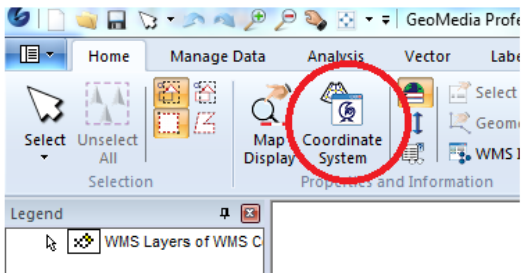 GeoMedia Profe
Home Manage Data Analysis Vector Labe
Select Unselect All Map Display Coordinate System Select
Geom
WMS I
Selection Properties and Information
Legend
WMS Layers of WMS C